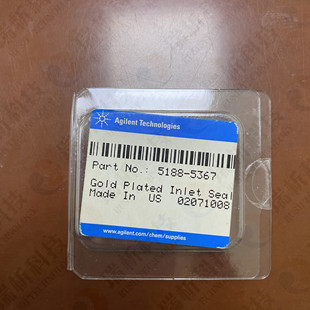 Agilent Technologies
Part No.: 5188-5367
Gold Plated Inlet Seal
Made In US 02071008
www.agilent.com/chem/supplies